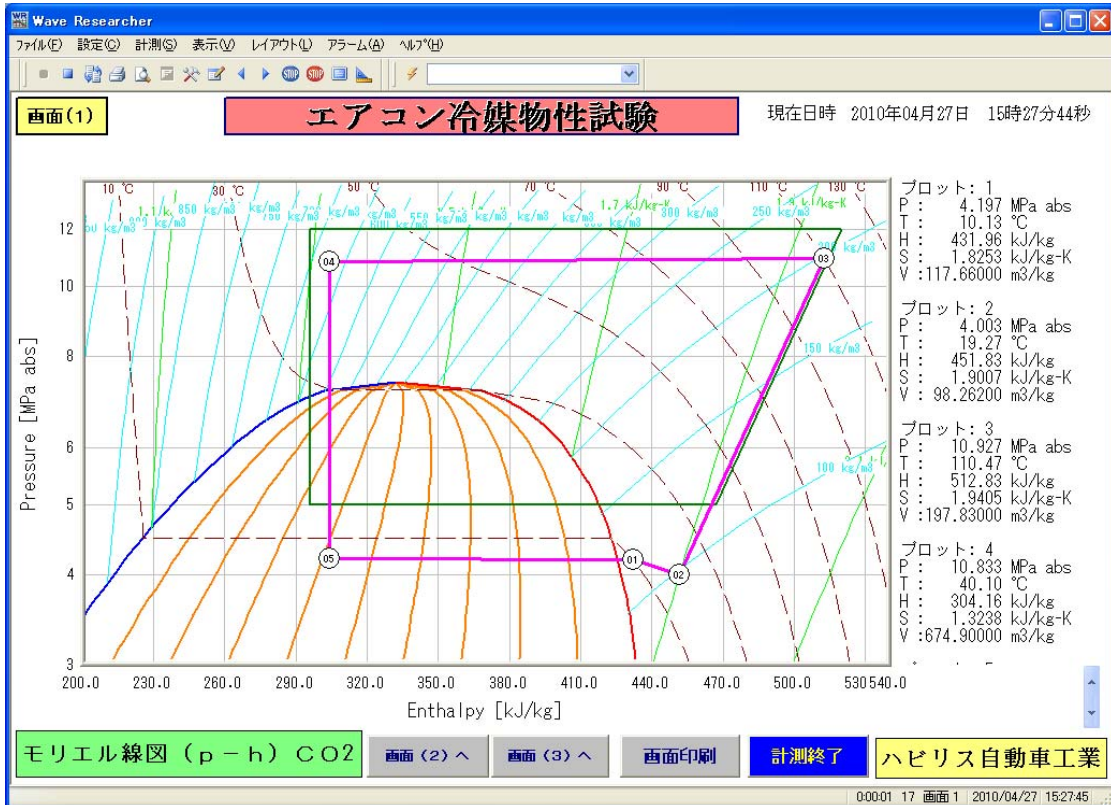 Wave Researcher
ファイル(F) 設定(C) 計測(S) 表示(V) レイアウト(L) アラーム(A) ヘルプ(H)
STOP STOP
画面(1)
エアコン冷媒物性試験
現在日時 2010年04月27日 15時27分44秒
10 ℃ 30 ℃ 50 ℃ 70 ℃ 90 ℃ 110 ℃ 130 ℃
850 kg/m3
550
1.7 kJ/kg-K
300 kg/m3
250 kg/m3
150 kg/m3
100 kg/m3
04
03
05
01
02
Pressure [MPa abs]
12
10
8
6
5
4
3
200.0 230.0 260.0 290.0 320.0 350.0 380.0 410.0 440.0 470.0 500.0 530 540.0
Enthalpy [kJ/kg]
プロット: 1
P : 4.197 MPa abs
T : 10.13 ℃
H : 431.96 kJ/kg
S : 1.8253 kJ/kg-K
V :117.66000 m3/kg
プロット: 2
P : 4.003 MPa abs
T : 19.27 ℃
H : 451.83 kJ/kg
S : 1.9007 kJ/kg-K
V : 98.26200 m3/kg
プロット: 3
P : 10.927 MPa abs
T : 110.47 ℃
H : 512.83 kJ/kg
S : 1.9405 kJ/kg-K
V :197.83000 m3/kg
プロット: 4
P : 10.833 MPa abs
T : 40.10 ℃
H : 304.16 kJ/kg
S : 1.3238 kJ/kg-K
V :674.90000 m3/kg
モリエル線図(p-h)CO2
画面(2)へ
画面(3)へ
画面印刷
計測終了
ハビリス自動車工業
0:00:01 17 画面1 2010/04/27 15:27:45